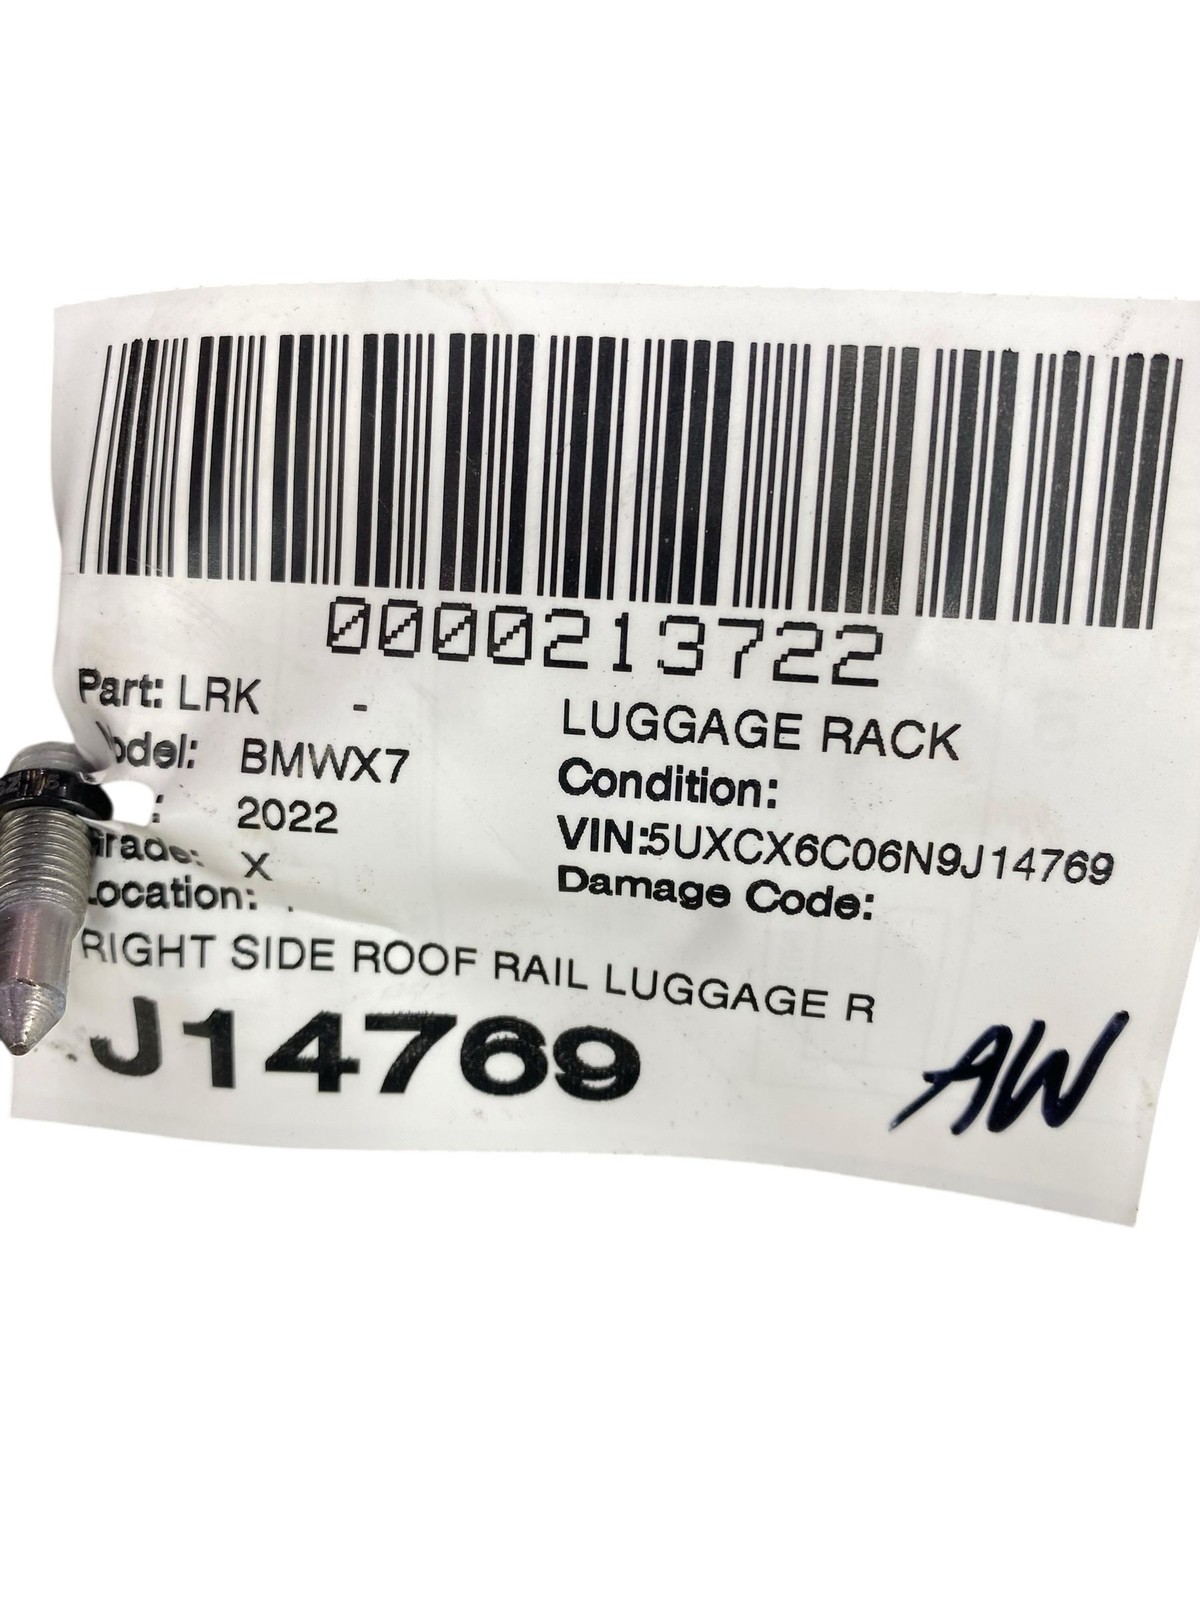 0000213722
Part: LRK -
LUGGAGE RACK
BMWX7
Condition:
2022
VIN:5UXCX6C06N9J14769
X
Damage Code:
RIGHT SIDE ROOF RAIL LUGGAGE R
J14769
AW